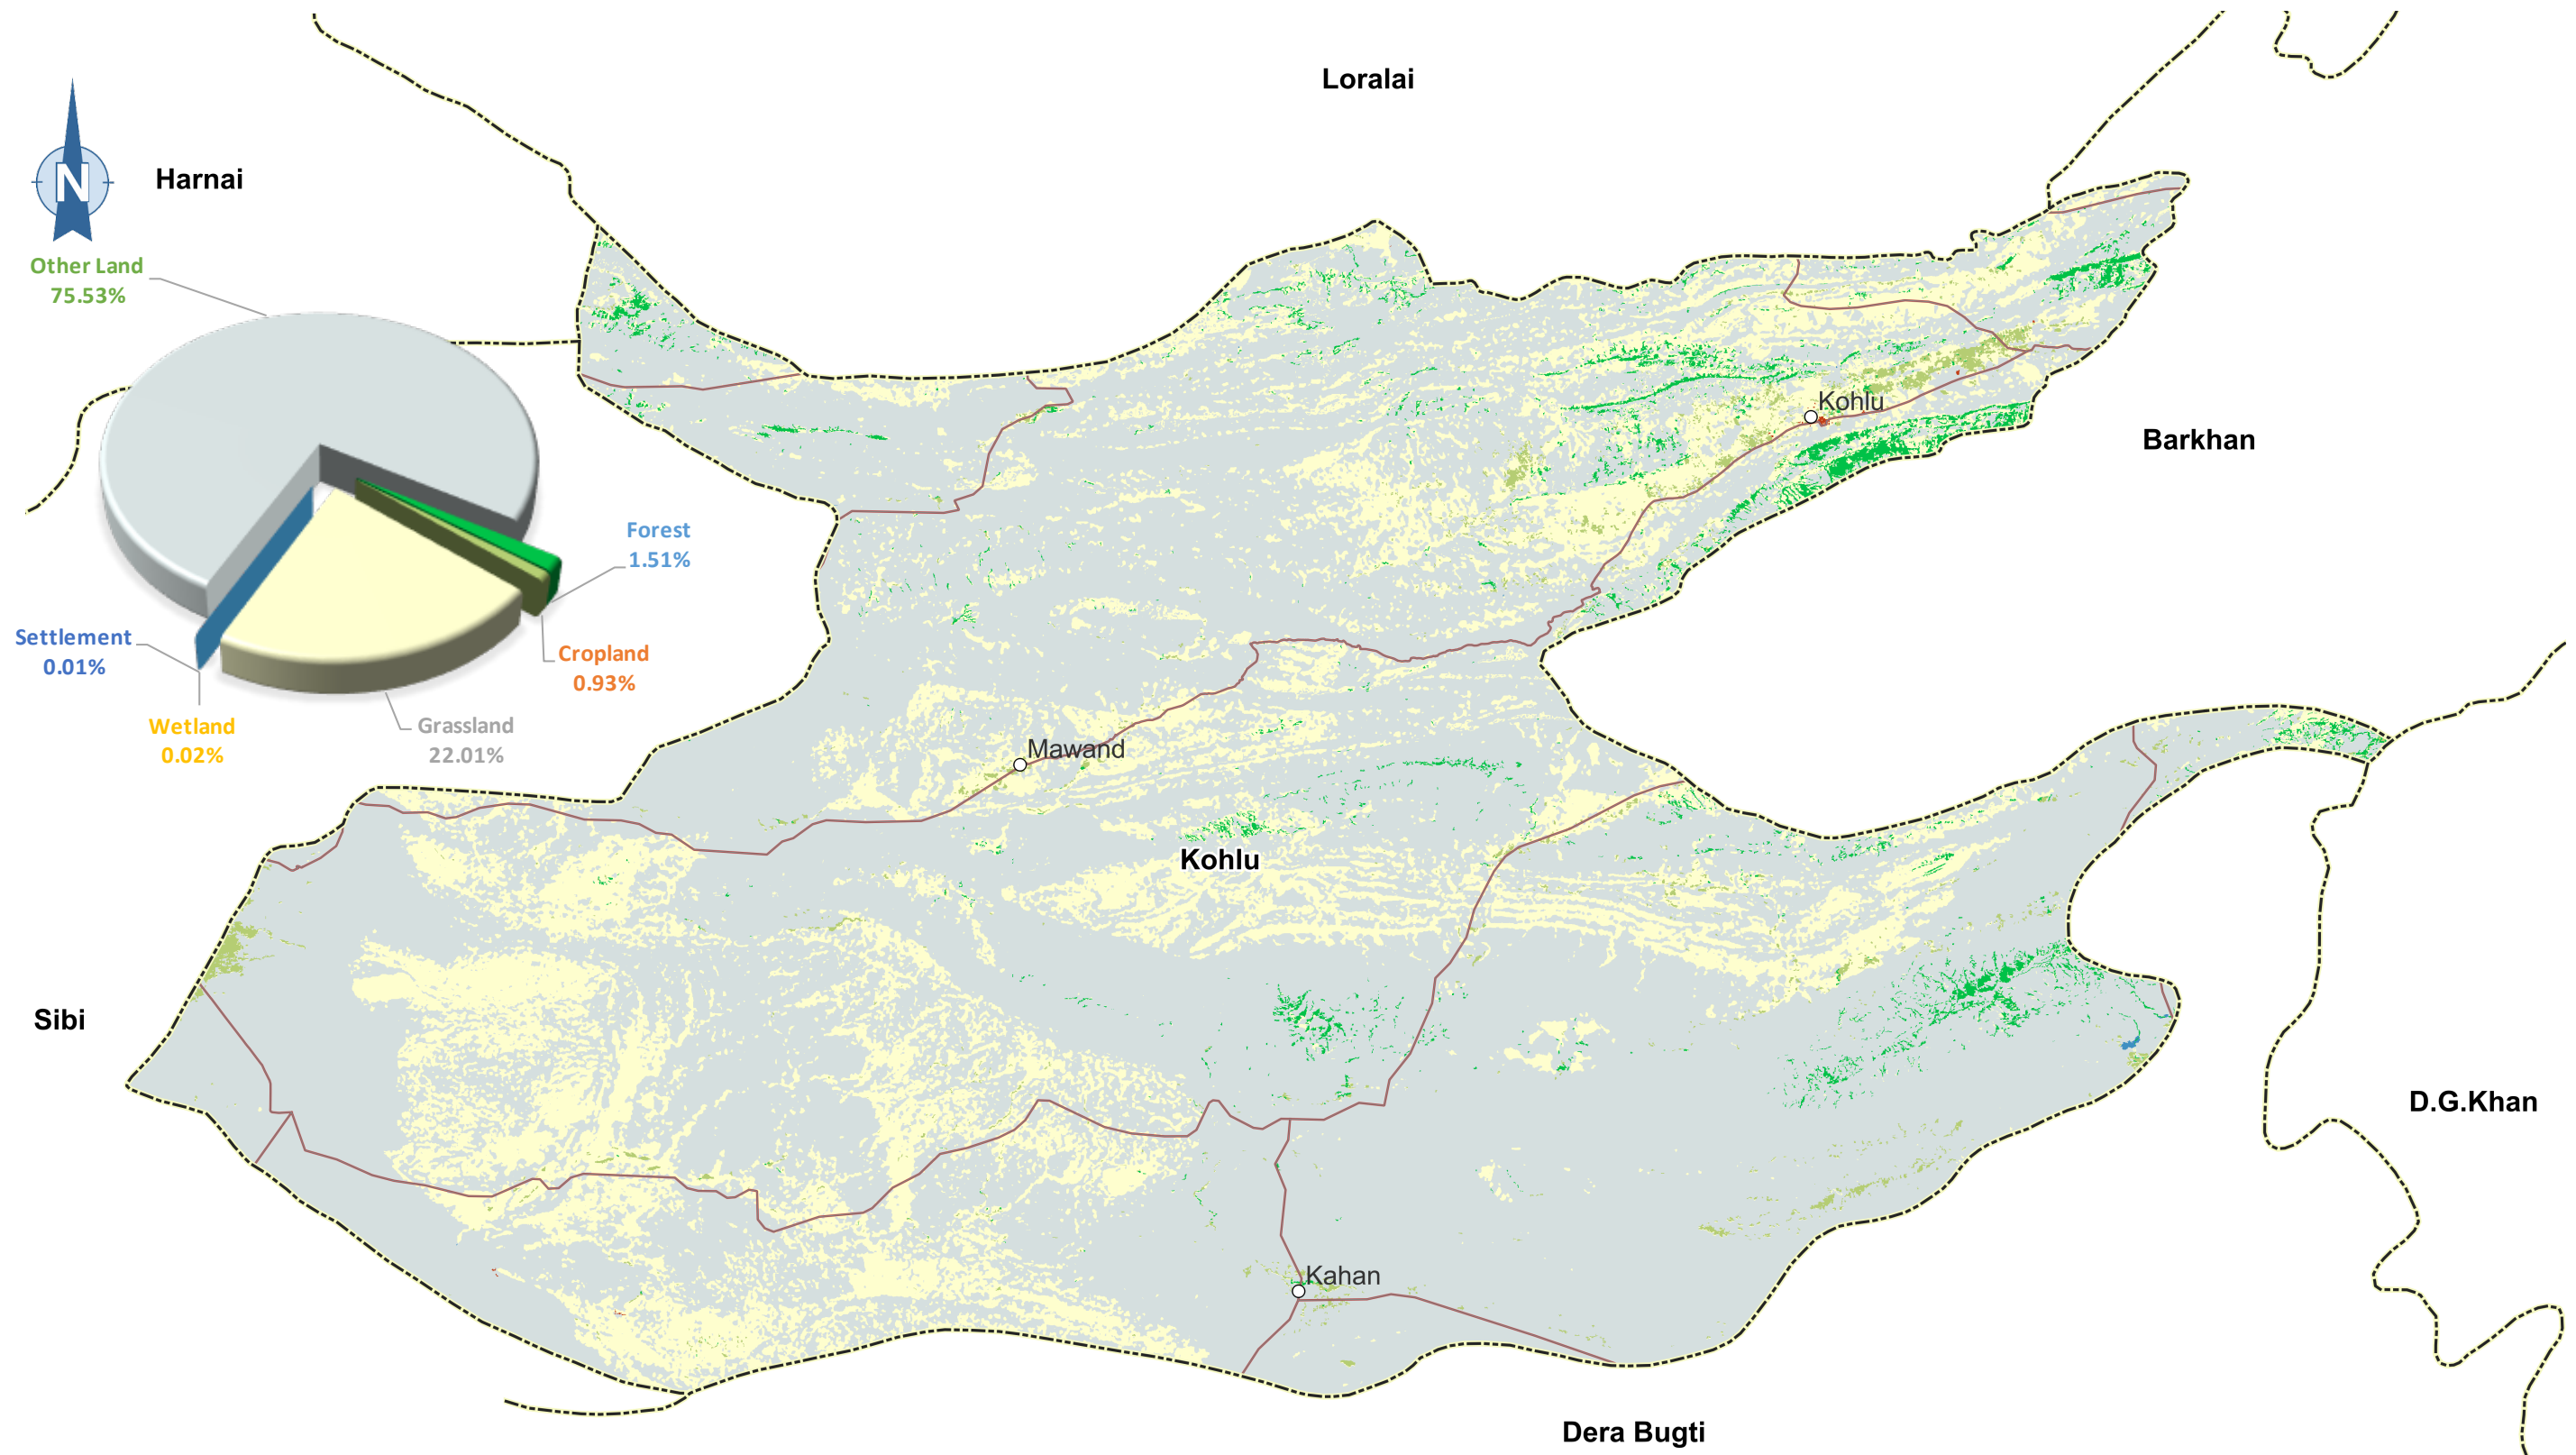 Loralai
N
Harnai
Other Land
75.53%
Kohlu
Barkhan
Forest
1.51%
Settlement
0.01%
Cropland
0.93%
Wetland
0.02%
Grassland
22.01%
Mawand
Kohlu
Sibi
D.G.Khan
Kahan
Dera Bugti